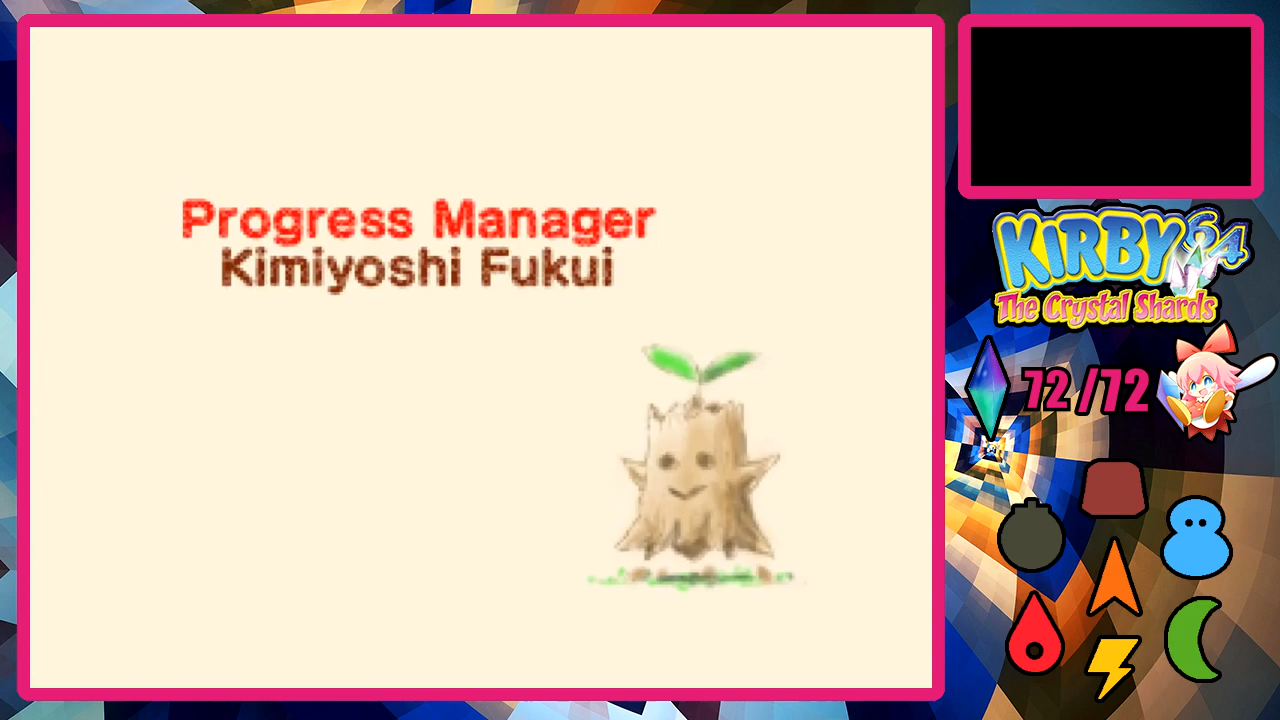 Progress Manager
Kimiyoshi Fukui
KIRBY 64
The Crystal Shards
72/72